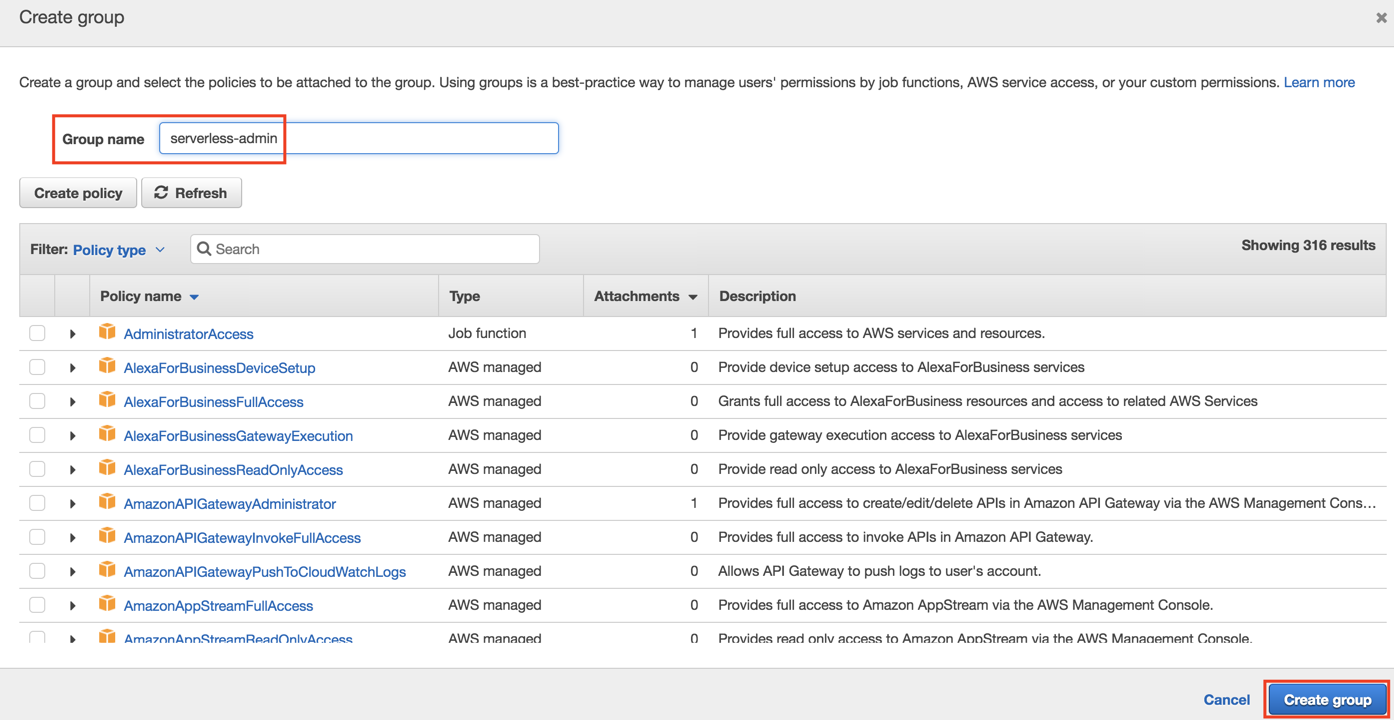 Create group
Create a group and select the policies to be attached to the group. Using groups is a best-practice way to manage users' permissions by job functions, AWS service access, or your custom permissions. Learn more
Group name serverless-admin
Create policy Refresh
Filter: Policy type Search Showing 316 results
Policy name Type Attachments Description
AdministratorAccess Job function 1 Provides full access to AWS services and resources.
AlexaForBusinessDeviceSetup AWS managed 0 Provide device setup access to AlexaForBusiness services
AlexaForBusinessFullAccess AWS managed 0 Grants full access to AlexaForBusiness resources and access to related AWS Services
AlexaForBusinessGatewayExecution AWS managed 0 Provide gateway execution access to AlexaForBusiness services
AlexaForBusinessReadOnlyAccess AWS managed 0 Provide read only access to AlexaForBusiness services
AmazonAPIGatewayAdministrator AWS managed 1 Provides full access to create/edit/delete APIs in Amazon API Gateway via the AWS Management Cons...
AmazonAPIGatewayInvokeFullAccess AWS managed 0 Provides full access to invoke APIs in Amazon API Gateway.
AmazonAPIGatewayPushToCloudWatchLogs AWS managed 0 Allows API Gateway to push logs to user's account.
AmazonAppStreamFullAccess AWS managed 0 Provides full access to Amazon AppStream via the AWS Management Console.
AmazonAppStreamReadOnlyAccess AWS managed 0 Provides read only access to Amazon AppStream via the AWS Management Console.
Cancel Create group